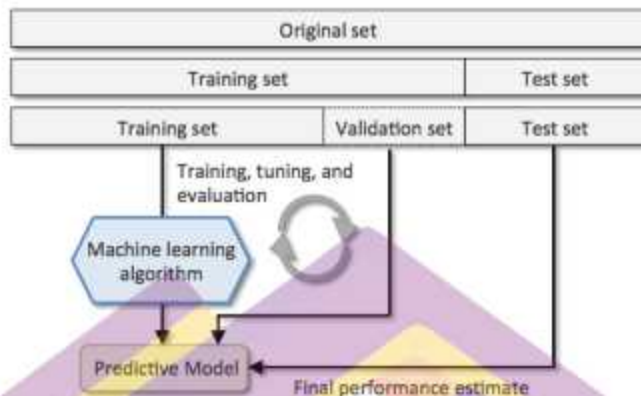 Original set
Training set Test set
Training set Validation set Test set
Training, tuning, and
evaluation
Machine learning
algorithm
Predictive Model
Final performance estimate